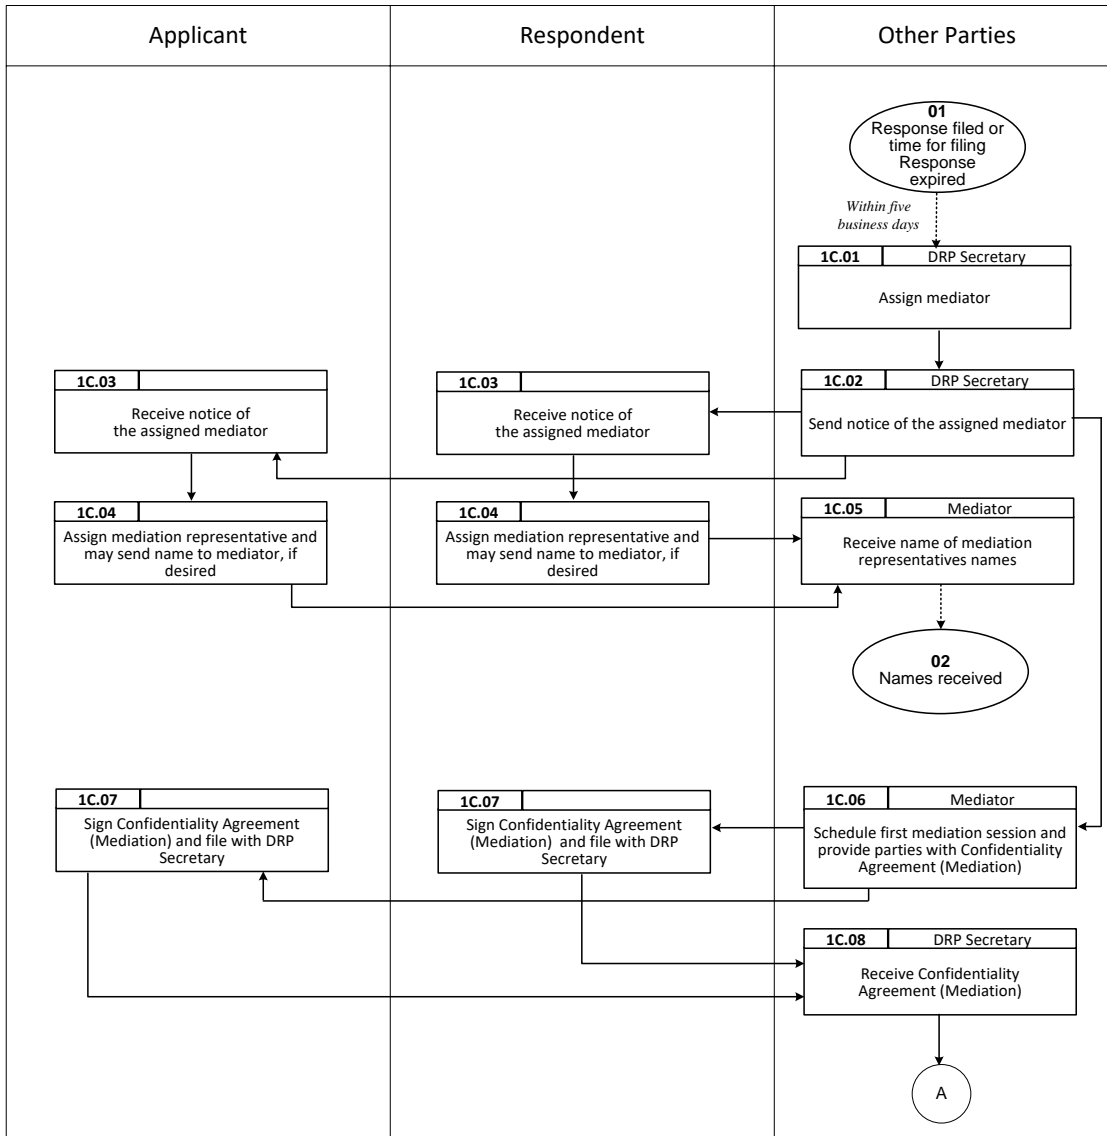 Applicant
Respondent
Other Parties
01
Response filed or
time for filing
Response
expired
Within five
business days
1C.01
DRP Secretary
Assign mediator
1C.03
Receive notice of
the assigned mediator
1C.03
Receive notice of
the assigned mediator
1C.02
DRP Secretary
Send notice of the assigned mediator
1C.04
Assign mediation representative and
may send name to mediator, if
desired
1C.04
Assign mediation representative and
may send name to mediator, if
desired
1C.05
Mediator
Receive name of mediation
representatives names
02
Names received
1C.07
Sign Confidentiality Agreement
(Mediation) and file with DRP
Secretary
1C.07
Sign Confidentiality Agreement
(Mediation) and file with DRP
Secretary
1C.06
Mediator
Schedule first mediation session and
provide parties with Confidentiality
Agreement (Mediation)
1C.08
DRP Secretary
Receive Confidentiality
Agreement (Mediation)
A